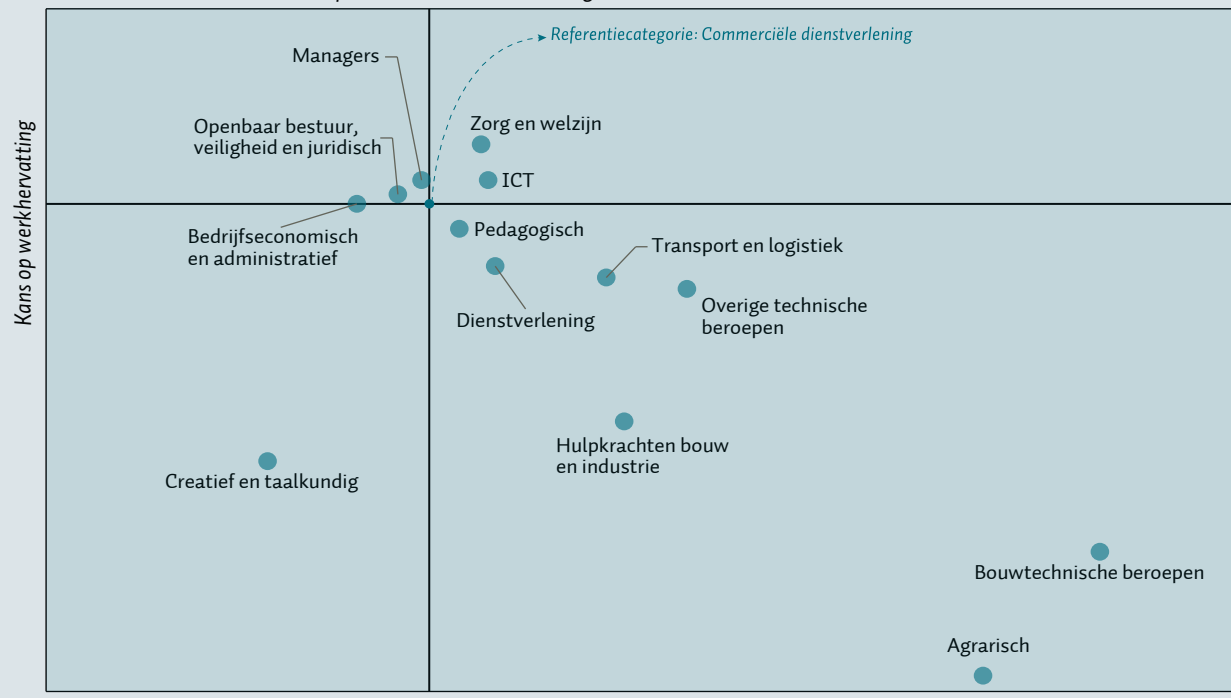 Referentiecategorie: Commerciële dienstverlening
Managers
Openbaar bestuur,
veiligheid en juridisch
Zorg en welzijn
ICT
Kans op werkhervatting
Bedrijfseconomisch
en administratief
Pedagogisch
Transport en logistiek
Dienstverlening
Overige technische
beroepen
Hulpkrachten bouw
en industrie
Creatief en taalkundig
Bouwtechnische beroepen
Agrarisch